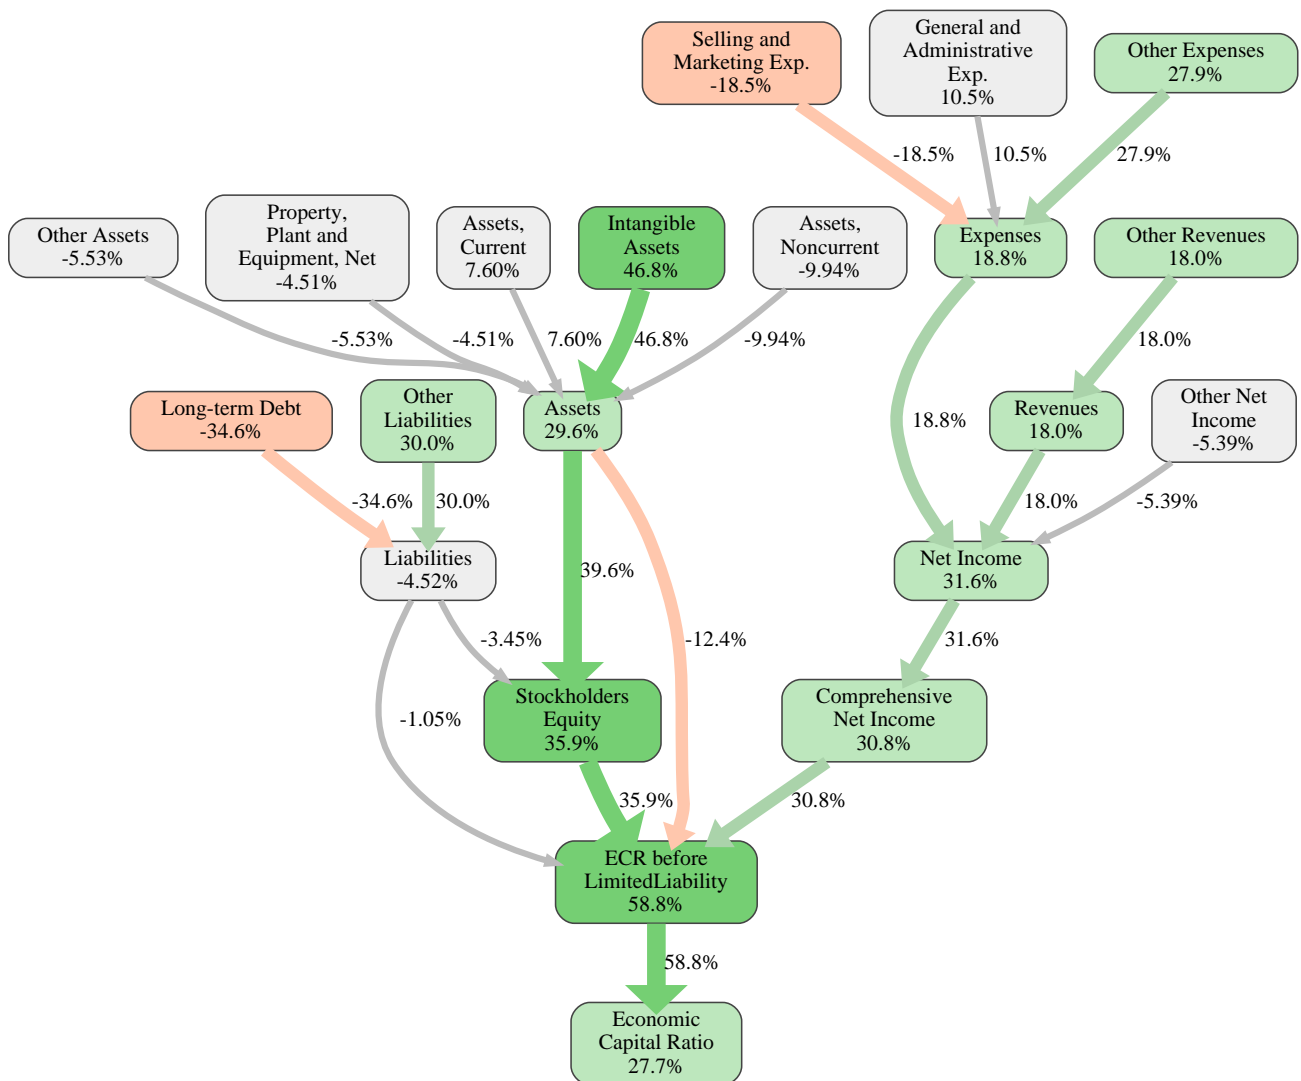 Selling and
Marketing Exp.
-18.5%
General and
Administrative
Exp.
10.5%
Other Expenses
27.9%
-18.5%
10.5%
27.9%
Other Assets
-5.53%
Property,
Plant and
Equipment, Net
-4.51%
Assets,
Current
7.60%
Intangible
Assets
46.8%
Assets,
Noncurrent
-9.94%
Expenses
18.8%
Other Revenues
18.0%
-5.53%
-4.51%
7.60%
46.8%
-9.94%
18.0%
Long-term Debt
-34.6%
Other
Liabilities
30.0%
Assets
29.6%
18.8%
Revenues
18.0%
Other Net
Income
-5.39%
-34.6%
30.0%
18.0%
-5.39%
Liabilities
-4.52%
39.6%
Net Income
31.6%
-3.45%
-12.4%
31.6%
-1.05%
Stockholders
Equity
35.9%
Comprehensive
Net Income
30.8%
35.9%
30.8%
ECR before
LimitedLiability
58.8%
58.8%
Economic
Capital Ratio
27.7%